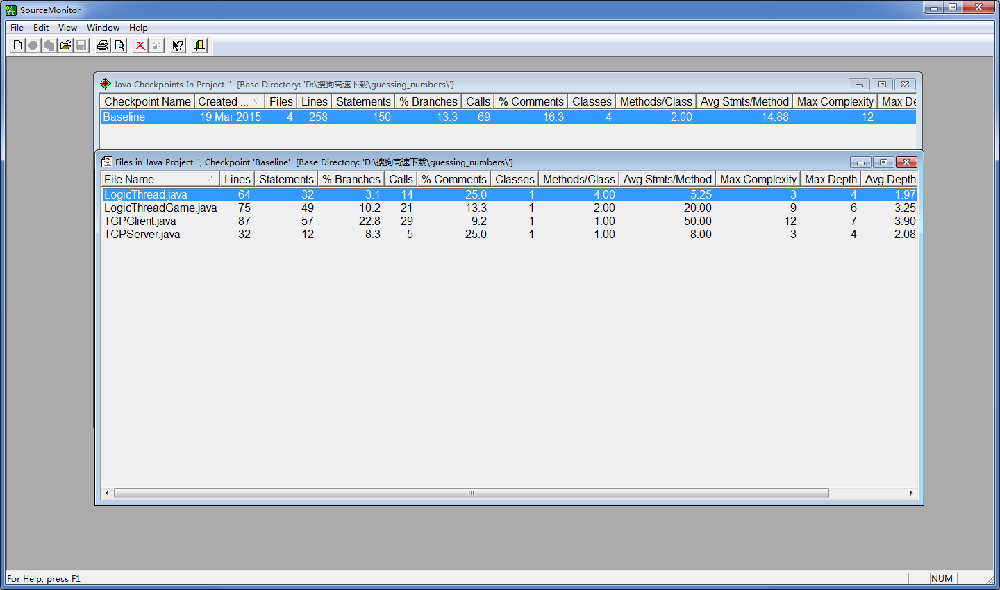 SourceMonitor
File Edit View Window Help
Java Checkpoints In Project '' [Base Directory: 'D:\搜狗高速下载\guessing_numbers\']
Checkpoint Name Created ... Files Lines Statements % Branches Calls % Comments Classes Methods/Class Avg Stmts/Method Max Complexity Max De
Baseline 19 Mar 2015 4 258 150 13.3 69 16.3 4 2.00 14.88 12
Files in Java Project '', Checkpoint 'Baseline' [Base Directory: 'D:\搜狗高速下载\guessing_numbers\']
File Name Lines Statements % Branches Calls % Comments Classes Methods/Class Avg Stmts/Method Max Complexity Max Depth Avg Depth
LogicThread.java 64 32 3.1 14 25.0 1 4.00 5.25 3 4 1.97
LogicThreadGame.java 75 49 10.2 21 13.3 1 2.00 20.00 9 6 3.25
TCPClient.java 87 57 22.8 29 9.2 1 1.00 50.00 12 7 3.90
TCPServer.java 32 12 8.3 5 25.0 1 1.00 8.00 3 4 2.08
For Help, press F1
NUM